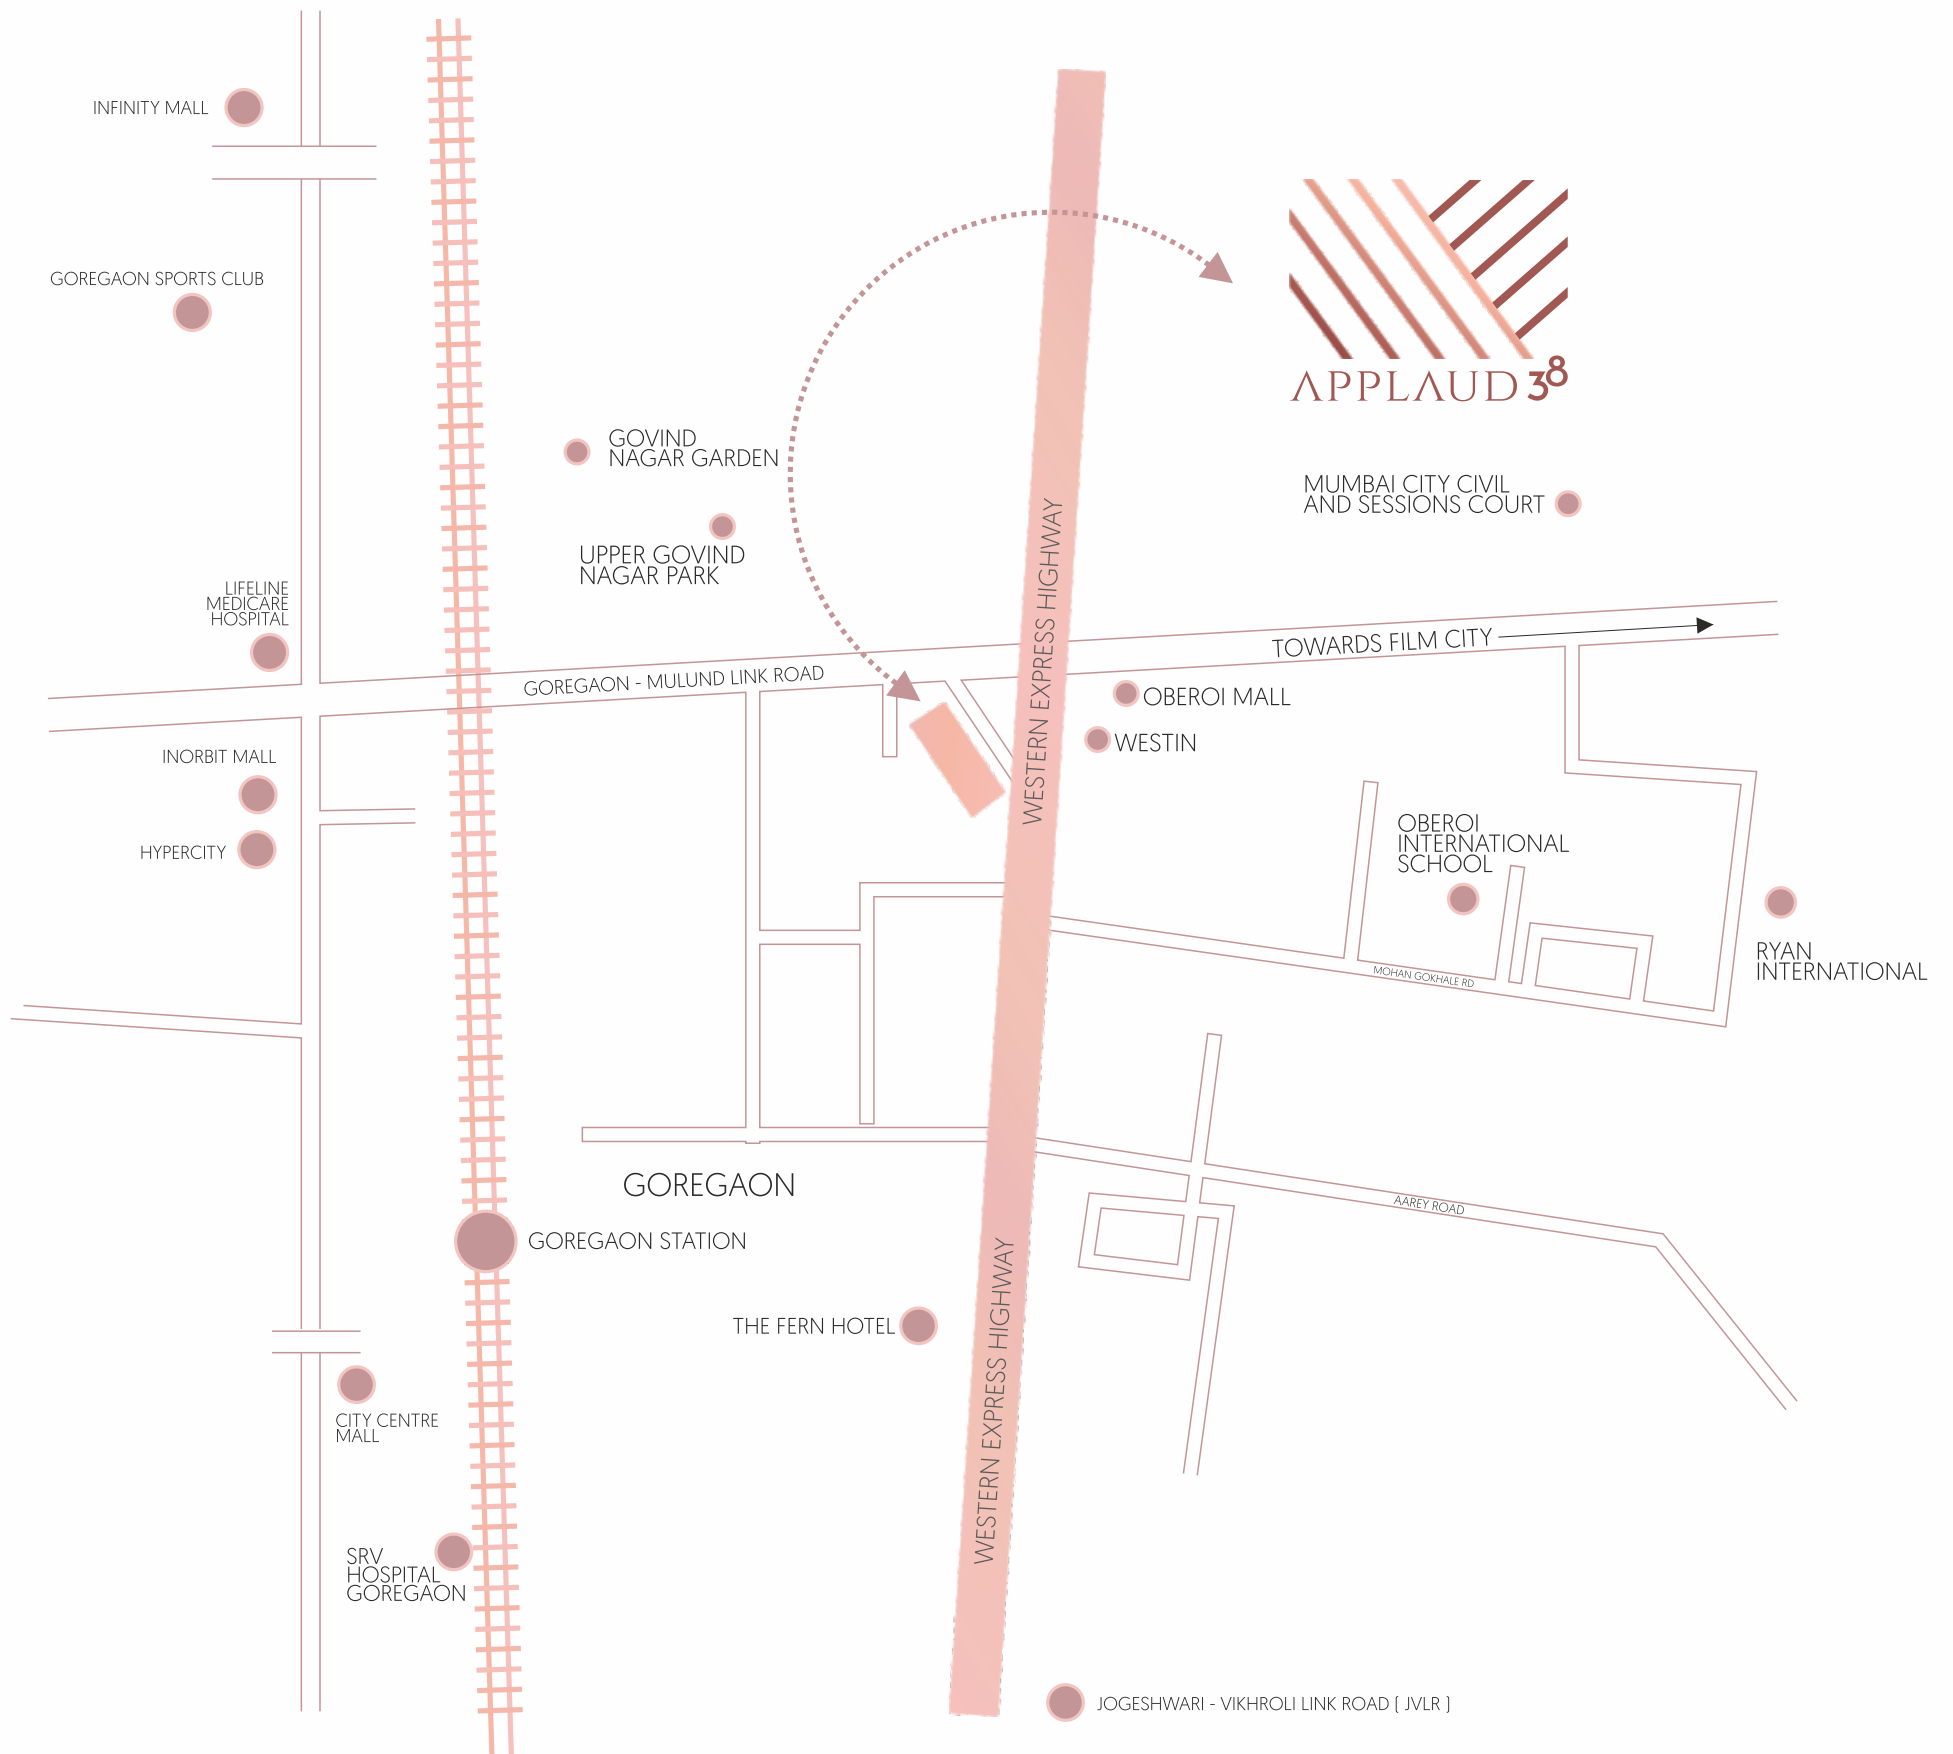 INFINITY MALL
GOREGAON SPORTS CLUB
APPLAUD 38
GOVIND
NAGAR GARDEN
MUMBAI CITY CIVIL
AND SESSIONS COURT
UPPER GOVIND
NAGAR PARK
LIFELINE
MEDICARE
HOSPITAL
WESTERN EXPRESS HIGHWAY
TOWARDS FILM CITY
GOREGAON - MULUND LINK ROAD
OBEROI MALL
WESTIN
INORBIT MALL
HYPERCITY
OBEROI
INTERNATIONAL
SCHOOL
RYAN
INTERNATIONAL
MOHAN GOKHALE RD
GOREGAON
AAREY ROAD
GOREGAON STATION
THE FERN HOTEL
WESTERN EXPRESS HIGHWAY
CITY CENTRE
MALL
SRV
HOSPITAL
GOREGAON
JOGESHWARI - VIKHROLI LINK ROAD ( JVLR )